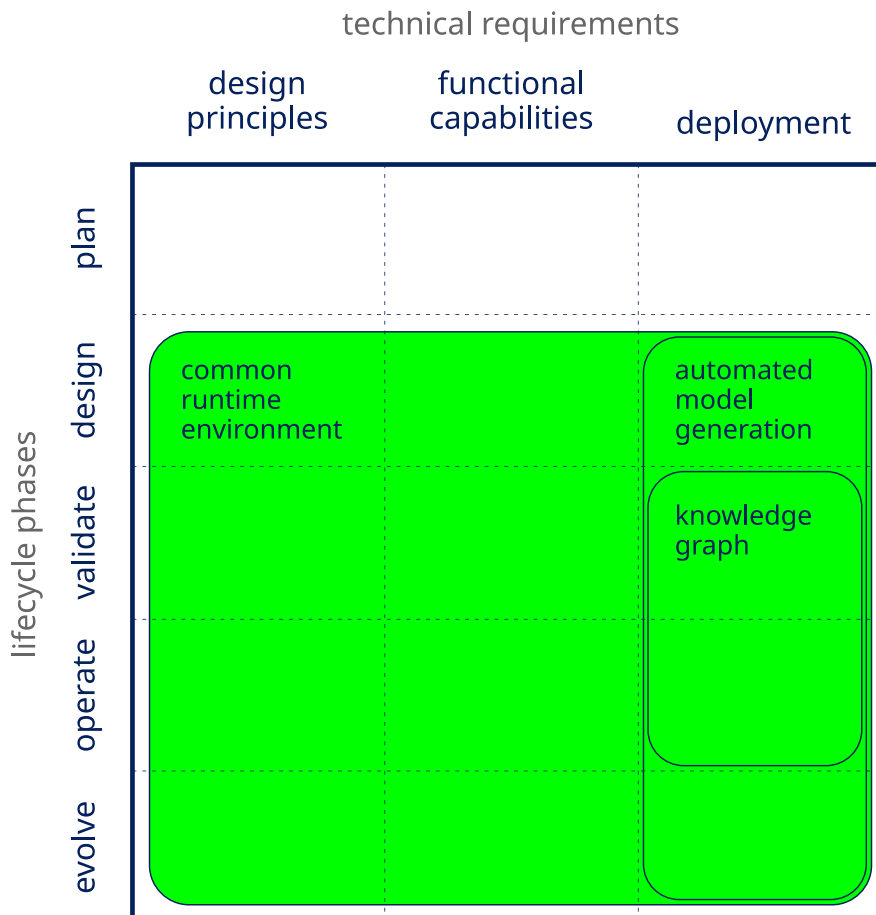 technical requirements
design
principles
functional
capabilities
deployment
lifecycle phases
plan
design
common
runtime
environment
automated
model
generation
validate
knowledge
graph
operate
evolve